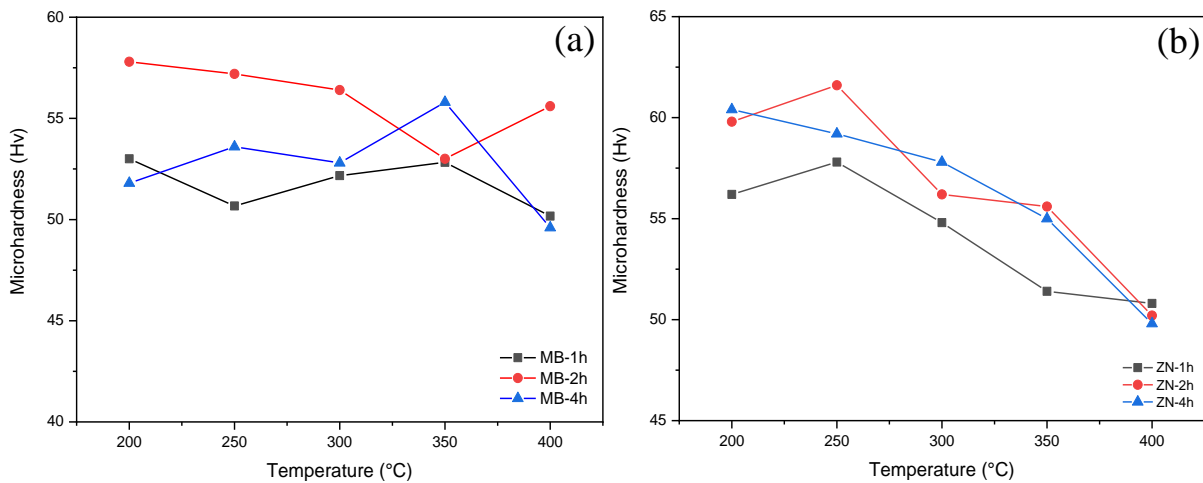 (a)
60
55
50
45
40
Microhardness (Hv)
200 250 300 350 400
Temperature (°C)
MB-1h
MB-2h
MB-4h
(b)
65
60
55
50
45
Microhardness (Hv)
200 250 300 350 400
Temperature (°C)
ZN-1h
ZN-2h
ZN-4h